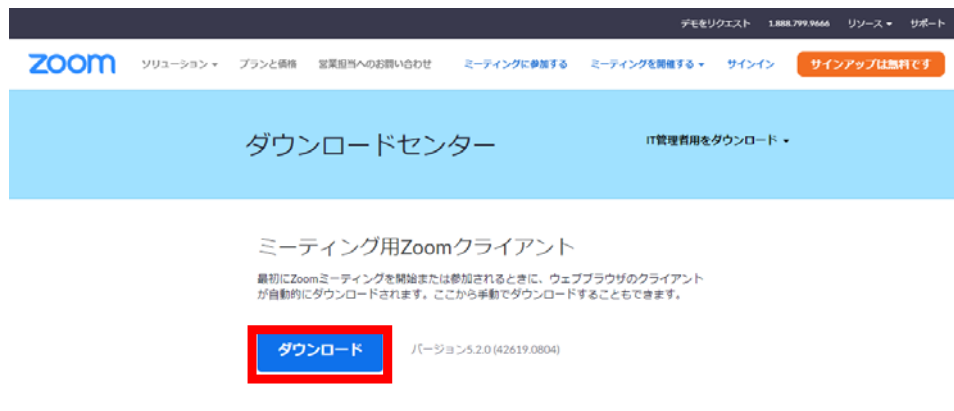 デモをリクエスト 1.888.799.9666 リソース サポート
zoom ソリューション プランと価格 営業担当へのお問い合わせ ミーティングに参加する ミーティングを開催する サインイン サインアップは無料です
ダウンロードセンター IT管理者用をダウンロード
ミーティング用Zoomクライアント
最初にZoomミーティングを開始または参加されるときに、ウェブブラウザのクライアント
が自動的にダウンロードされます。ここから手動でダウンロードすることもできます。
ダウンロード バージョン5.2.0 (42619.0804)